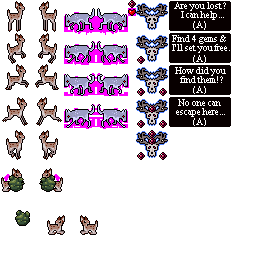 Are you lost?
I can help...
(A)
Find 4 gems &
I'll set you free.
(A)
How did you
find them!?
(A)
No one can
escape here...
(A)